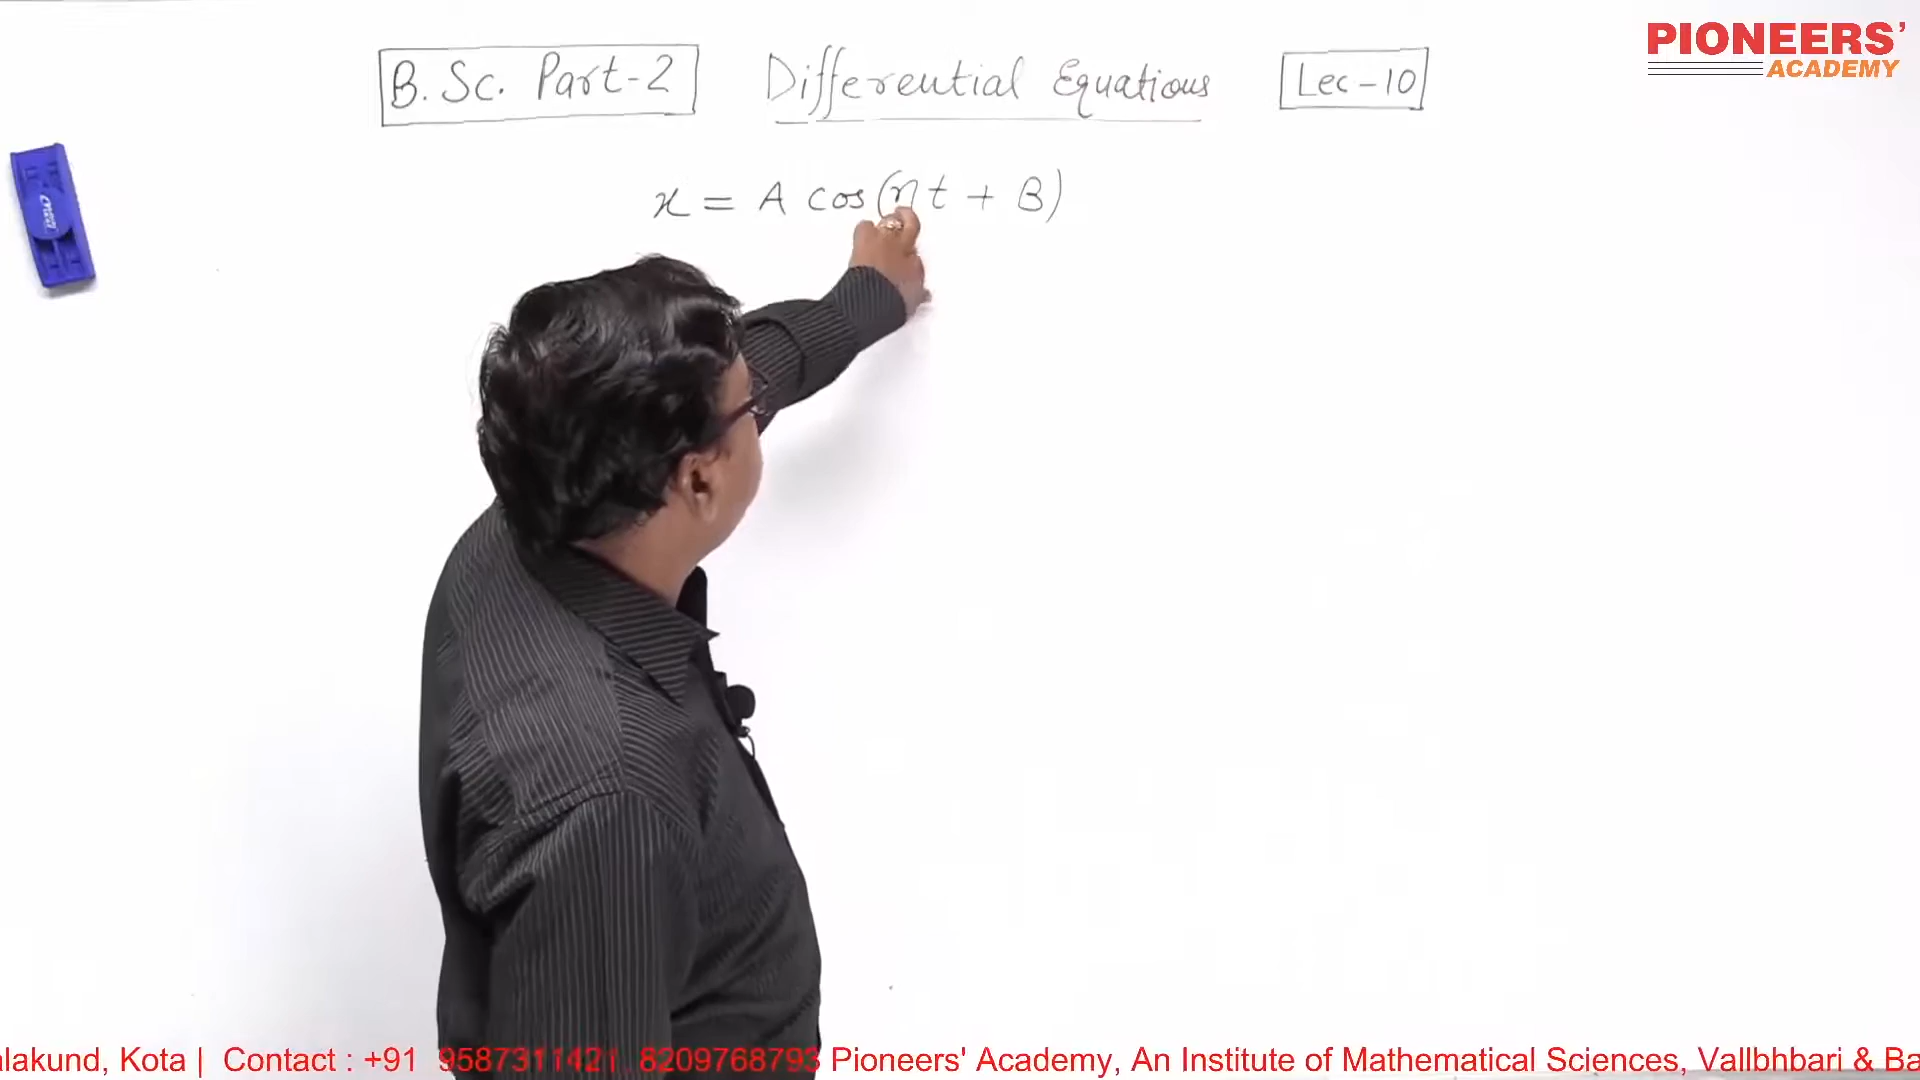 PIONEERS’
ACADEMY
B.Sc. Part-2 Differential Equations Lec-10
x = A cos(nt + B)
alakund, Kota | Contact : +91 9587311421, 8209768793 Pioneers' Academy, An Institute of Mathematical Sciences, Vallbhbari & Ba